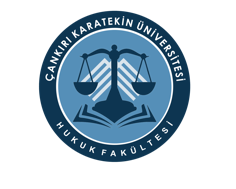 ÇANKIRI KARATEKİN ÜNİVERSİTESİ
HUKUK FAKÜLTESİ